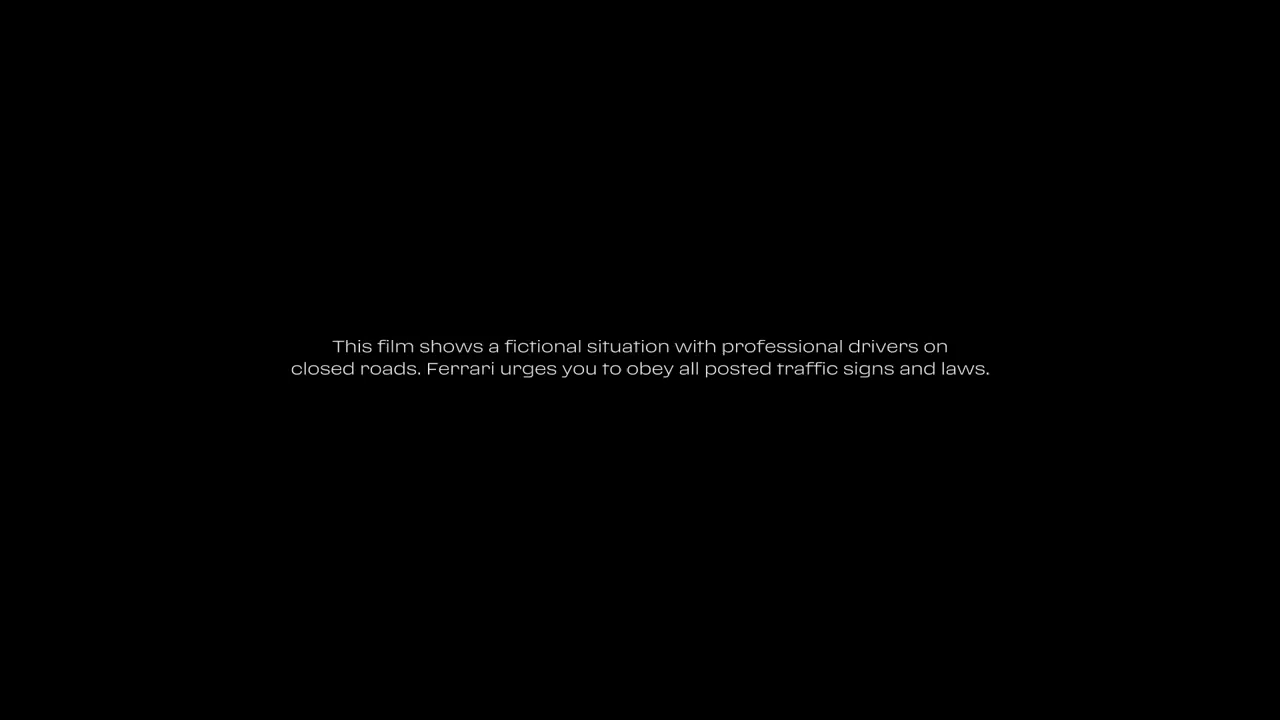 This film shows a fictional situation with professional drivers on
closed roads. Ferrari urges you to obey all posted traffic signs and laws.